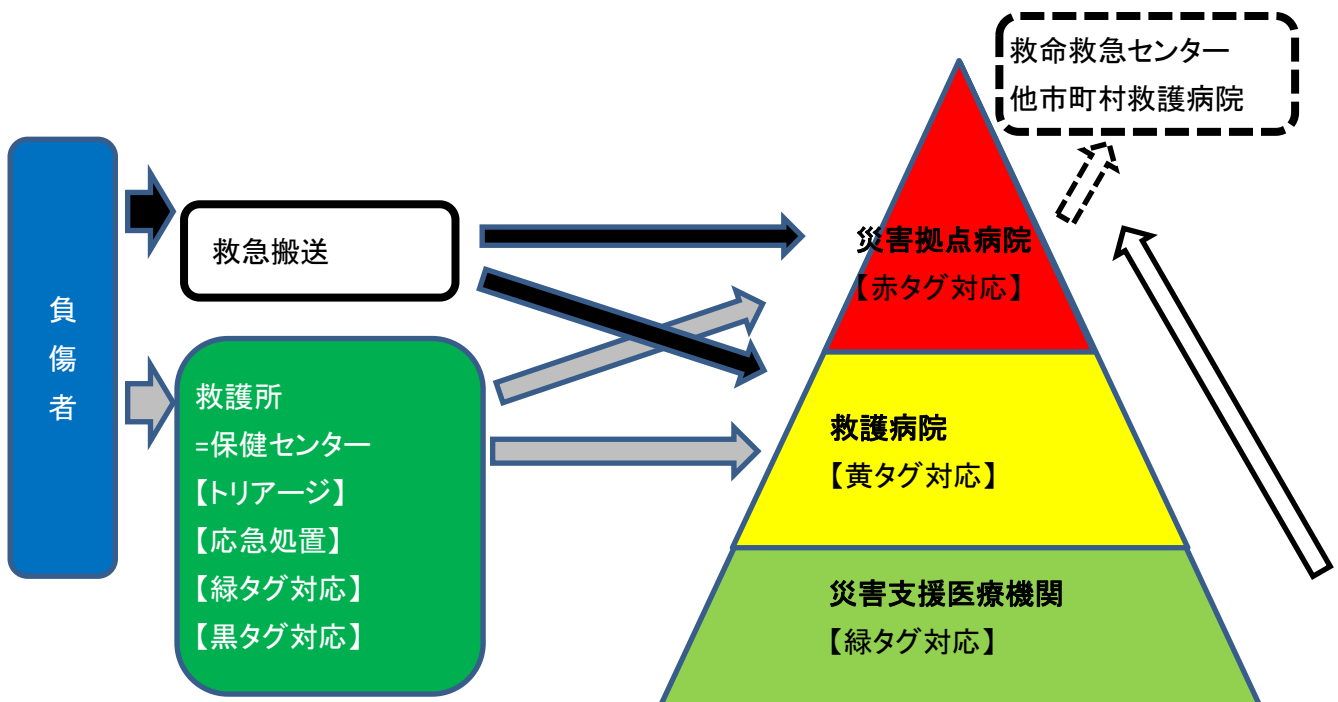 負傷者
救急搬送
救護所
=保健センター
【トリアージ】
【応急処置】
【緑タグ対応】
【黒タグ対応】
救命救急センター
他市町村救護病院
災害拠点病院
【赤タグ対応】
救護病院
【黄タグ対応】
災害支援医療機関
【緑タグ対応】